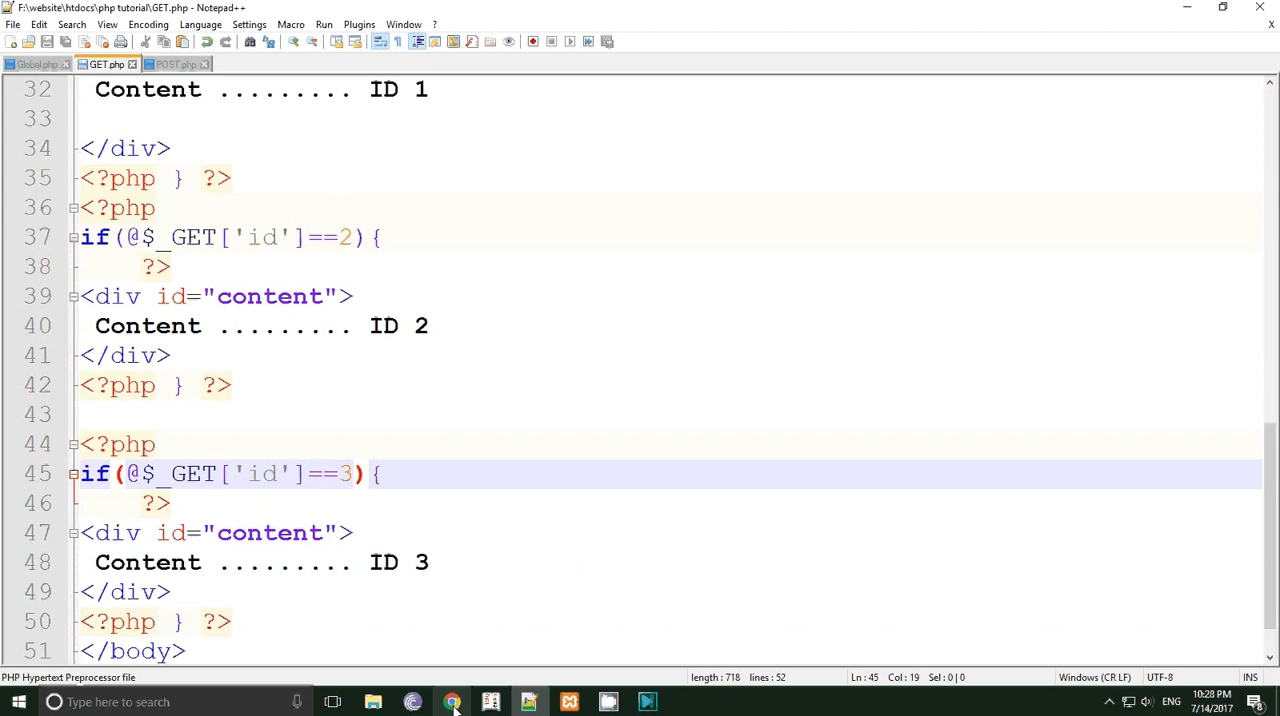 F:\website\htdocs\php tutorial\GET.php - Notepad++
File Edit Search View Encoding Language Settings Macro Run Plugins Window ?
Global.php GET.php POST.php
32 Content ......... ID 1
33
34 </div>
35 <?php } ?>
36 <?php
37 if(@$_GET['id']==2){
38 ?>
39 <div id="content">
40 Content ......... ID 2
41 </div>
42 <?php } ?>
43
44 <?php
45 if(@$_GET['id']==3){
46 ?>
47 <div id="content">
48 Content ......... ID 3
49 </div>
50 <?php } ?>
51 </body>
PHP Hypertext Preprocessor file length : 718 lines : 52 Ln : 45 Col : 19 Sel : 0 | 0 Windows (CR LF) UTF-8 INS
Type here to search ENG 10:28 PM
7/14/2017